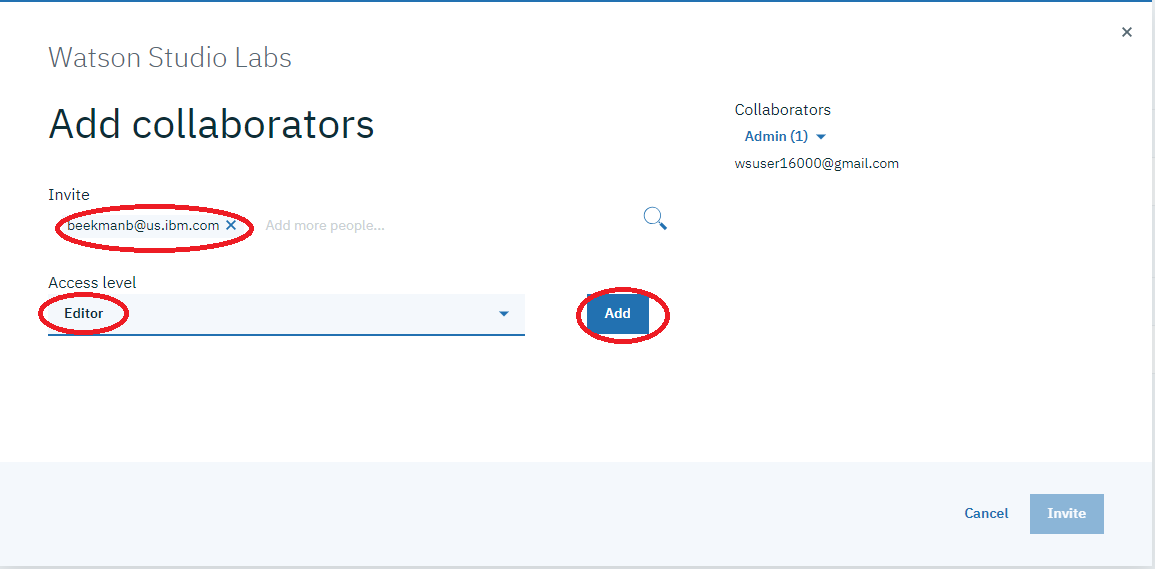 Watson Studio Labs
Add collaborators
Invite
beekmanb@us.ibm.com ×
Add more people...
Access level
Editor
Add
Collaborators
Admin (1)
wsuser16000@gmail.com
Cancel
Invite